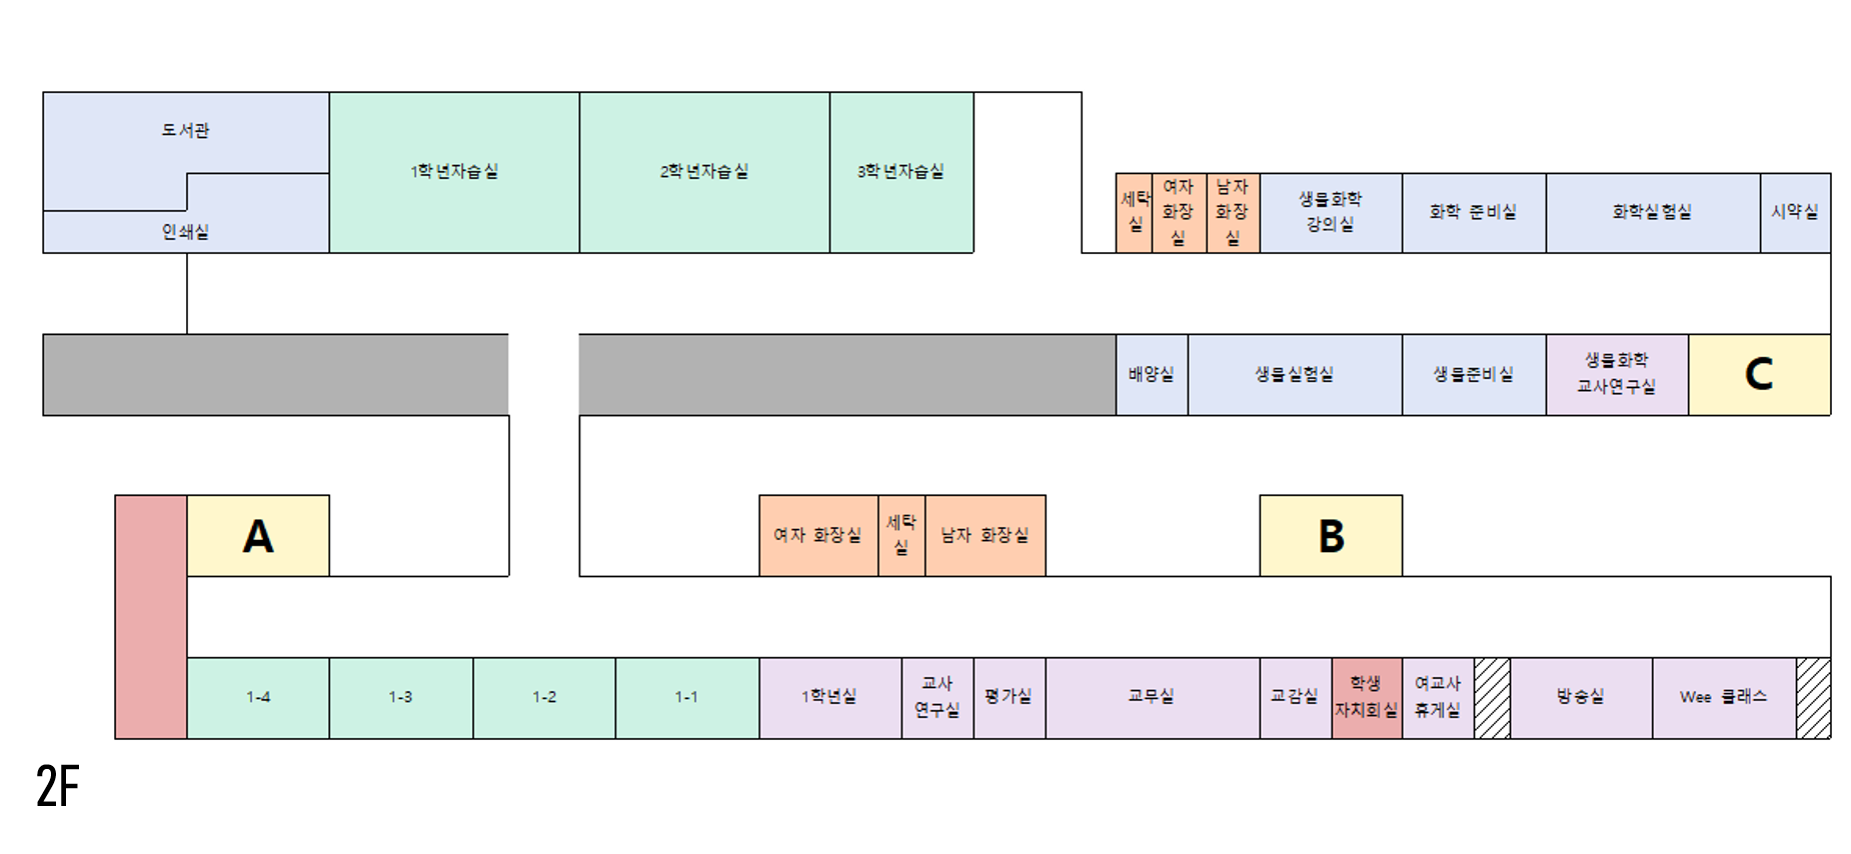 도서관
인쇄실
1학년자습실
2학년자습실
3학년자습실
세탁
실
여자
화장
실
남자
화장
실
생물화학
강의실
화학 준비실
화학실험실
시약실
배양실
생물실험실
생물준비실
생물화학
교사연구실
C
A
여자 화장실
세탁
실
남자 화장실
B
1-4
1-3
1-2
1-1
1학년실
교사
연구실
평가실
교무실
교감실
학생
자치회실
여교사
휴게실
방송실
Wee 클래스
2F